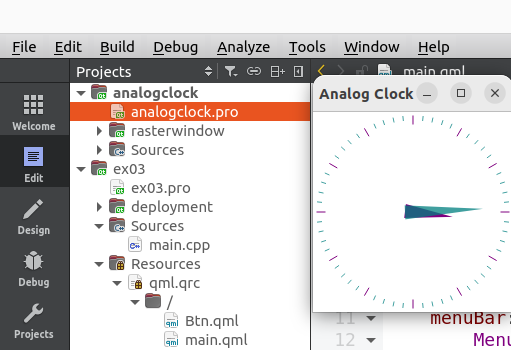 File Edit Build Debug Analyze Tools Window Help
Projects
main.qml
Analog Clock
Welcome
Edit
Design
Debug
Projects
analogclock
analogclock.pro
rasterwindow
Sources
ex03
ex03.pro
deployment
Sources
main.cpp
Resources
qml.qrc
/
Btn.qml
main.qml
11 menuBar:
12 Menu